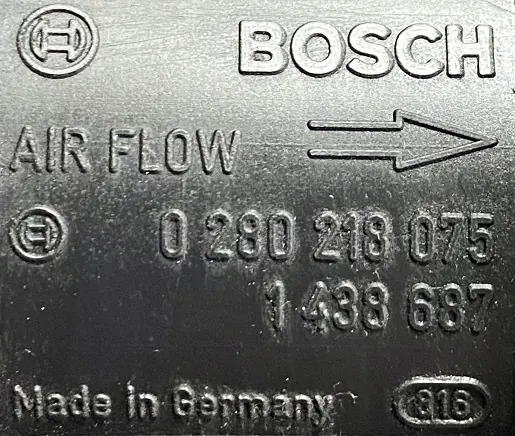 BOSCH
AIR FLOW
0 280 218 075
1 438 687
Made in Germany 316